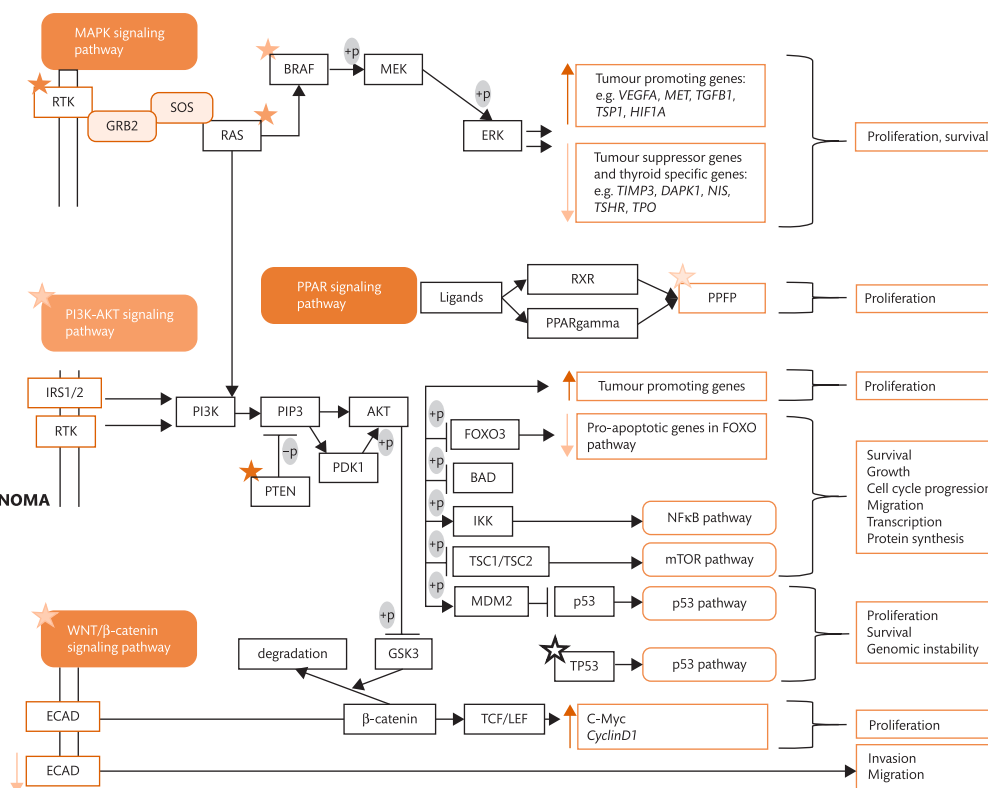 MAPK signaling
pathway
RTK
GRB2
SOS
RAS
BRAF
+p
MEK
+p
ERK
Tumour promoting genes:
e.g. VEGFA, MET, TGFB1,
TSP1, HIF1A
Tumour suppressor genes
and thyroid specific genes:
e.g. TIMP3, DAPK1, NIS,
TSHR, TPO
Proliferation, survival
PPAR signaling
pathway
Ligands
RXR
PPARgamma
PPFP
Proliferation
PI3K-AKT signaling
pathway
IRS1/2
RTK
PI3K
PIP3
AKT
–p
+p
PDK1
PTEN
NOMA
Tumour promoting genes
Proliferation
+p
FOXO3
Pro-apoptotic genes in FOXO
pathway
+p
BAD
+p
IKK
NFκB pathway
+p
TSC1/TSC2
mTOR pathway
Survival
Growth
Cell cycle progression
Migration
Transcription
Protein synthesis
+p
MDM2
p53
p53 pathway
TP53
p53 pathway
Proliferation
Survival
Genomic instability
WNT/β-catenin
signaling pathway
+p
degradation
GSK3
ECAD
β-catenin
TCF/LEF
C-Myc
CyclinD1
Proliferation
ECAD
Invasion
Migration